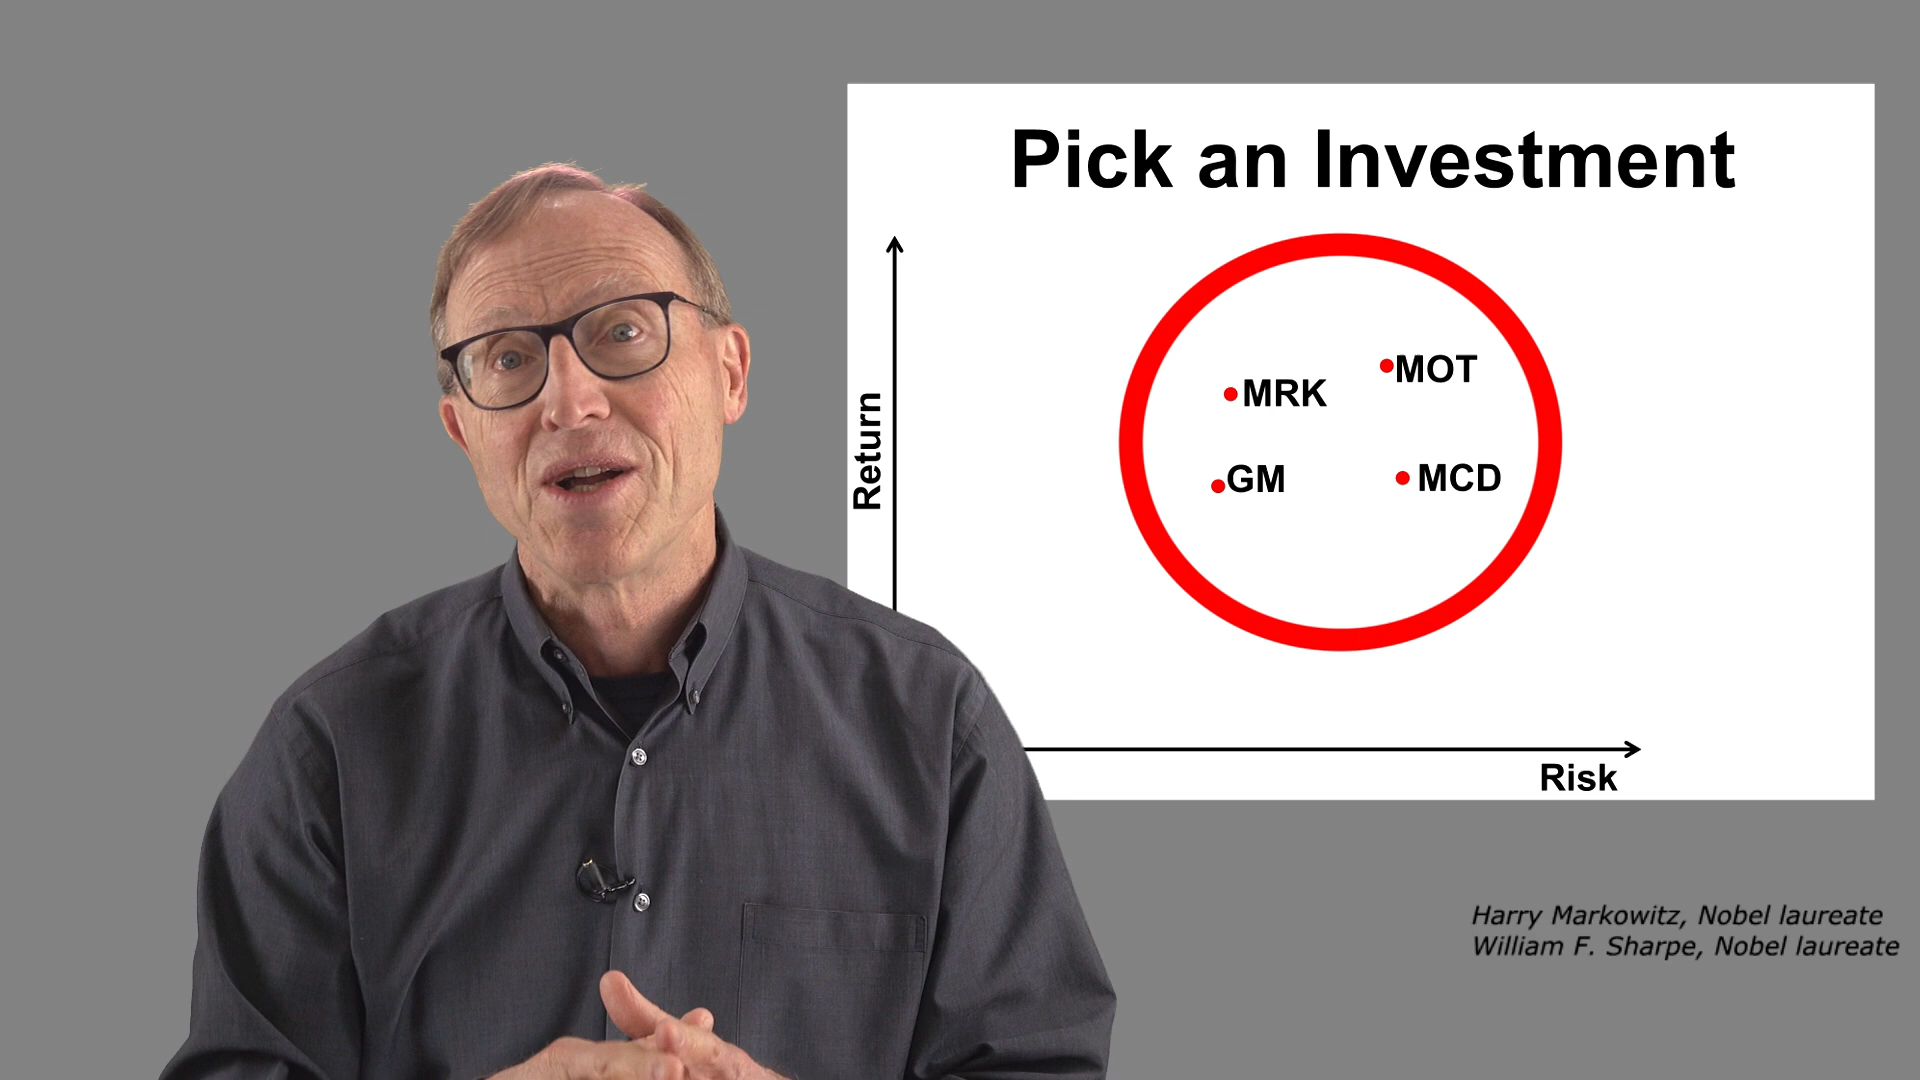 Pick an Investment
Return
MOT
MRK
GM
MCD
Risk
Harry Markowitz, Nobel laureate
William F. Sharpe, Nobel laureate